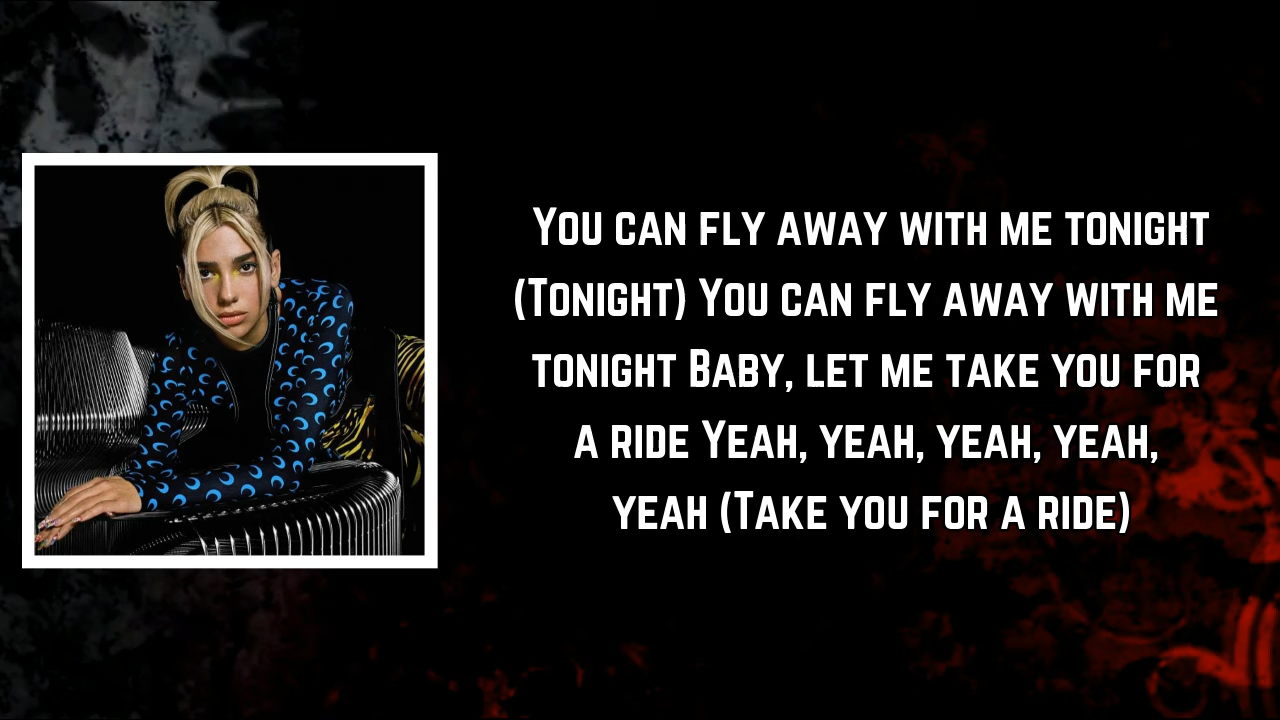 You can fly away with me tonight
(Tonight) You can fly away with me
tonight Baby, let me take you for
a ride Yeah, yeah, yeah, yeah,
yeah (Take you for a ride)